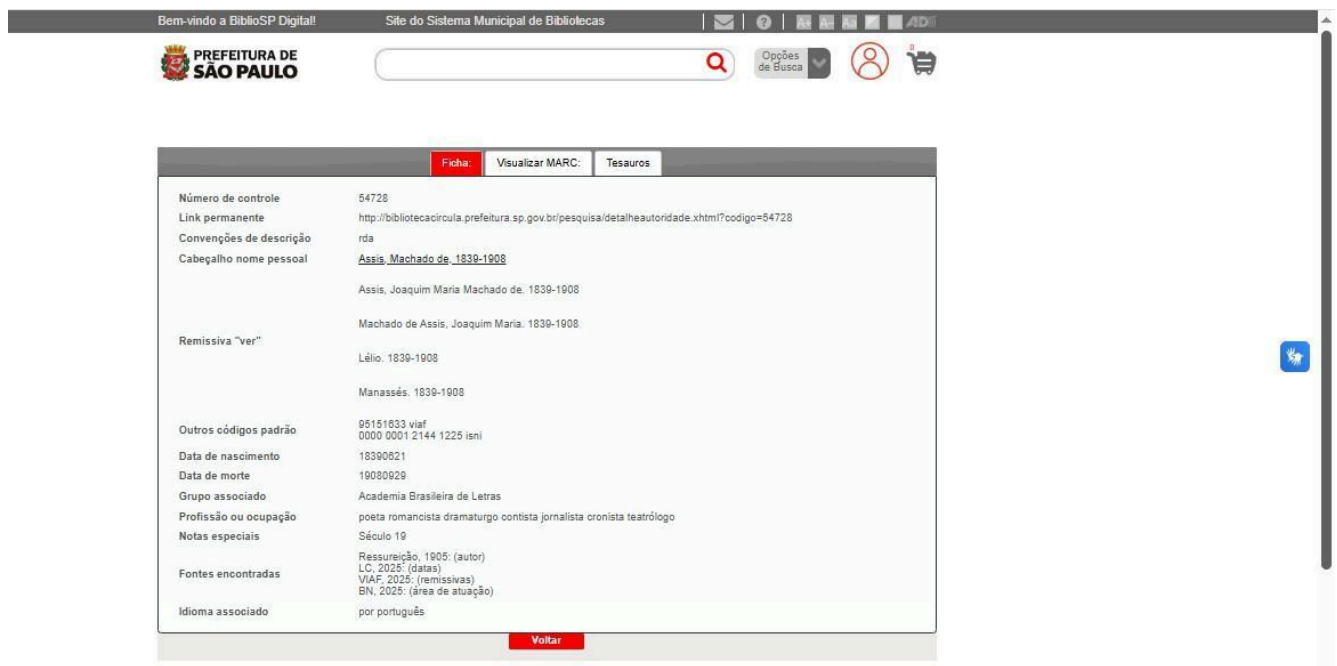 Bem-vindo a BiblioSP Digital!
Site do Sistema Municipal de Bibliotecas
A+ A- Aa
PREFEITURA DE
SÃO PAULO
Opções
de Busca
0
Ficha:
Visualizar MARC:
Tesauros
Número de controle 54728
Link permanente http://bibliotecacircula.prefeitura.sp.gov.br/pesquisa/detalheautoridade.xhtml?codigo=54728
Convenções de descrição rda
Cabeçalho nome pessoal Assis, Machado de, 1839-1908
Assis, Joaquim Maria Machado de. 1839-1908
Machado de Assis, Joaquim Maria. 1839-1908
Remissiva "ver"
Lélio. 1839-1908
Manassés. 1839-1908
Outros códigos padrão
95151633 viaf
0000 0001 2144 1225 isni
Data de nascimento 18390621
Data de morte 19080929
Grupo associado Academia Brasileira de Letras
Profissão ou ocupação poeta romancista dramaturgo contista jornalista cronista teatrólogo
Notas especiais Século 19
Fontes encontradas
Ressureição, 1905: (autor)
LC, 2025: (datas)
VIAF, 2025: (remissivas)
BN, 2025: (área de atuação)
Idioma associado por português
Voltar